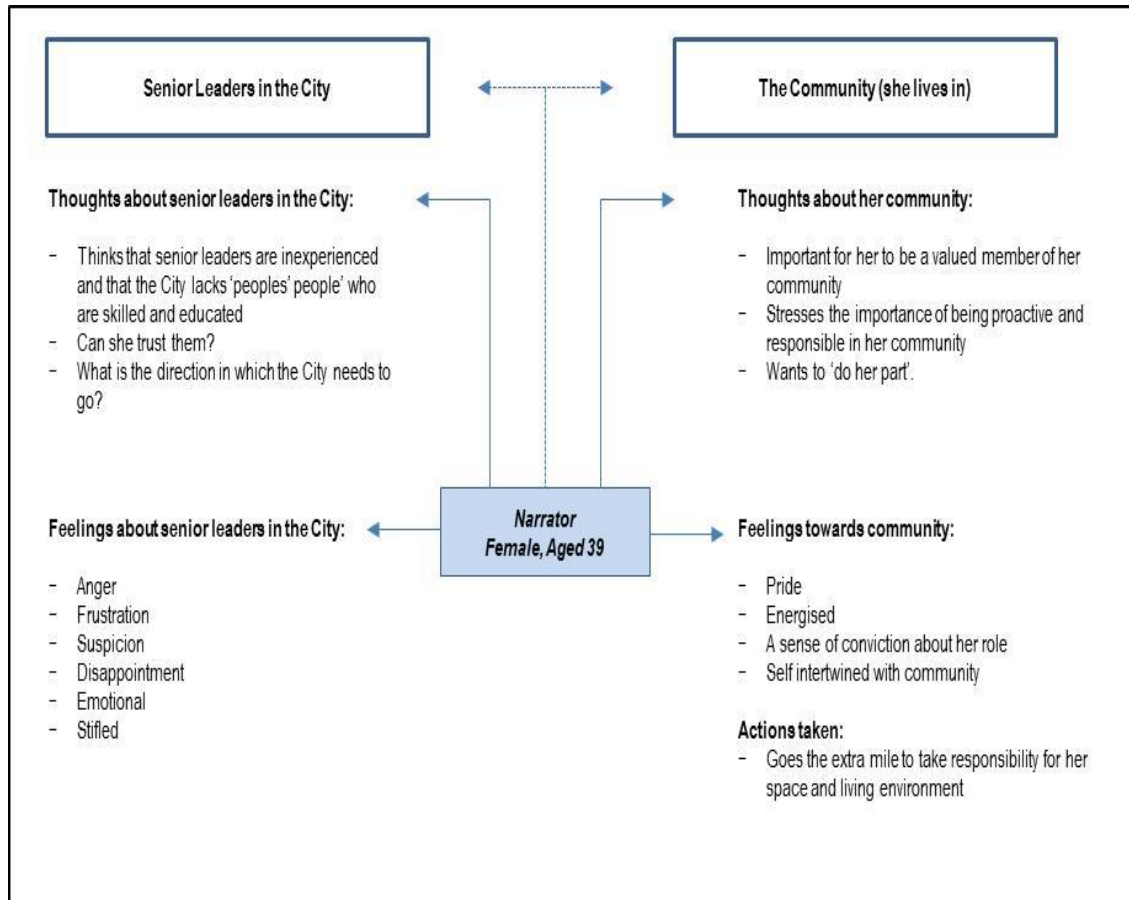 Senior Leaders in the City
The Community (she lives in)
Thoughts about senior leaders in the City:
- Thinks that senior leaders are inexperienced
and that the City lacks ‘peoples’ people’ who
are skilled and educated
- Can she trust them?
- What is the direction in which the City needs to
go?
Thoughts about her community:
- Important for her to be a valued member of her
community
- Stresses the importance of being proactive and
responsible in her community
- Wants to ‘do her part’.
Narrator
Female, Aged 39
Feelings about senior leaders in the City:
- Anger
- Frustration
- Suspicion
- Disappointment
- Emotional
- Stifled
Feelings towards community:
- Pride
- Energised
- A sense of conviction about her role
- Self intertwined with community
Actions taken:
- Goes the extra mile to take responsibility for her
space and living environment